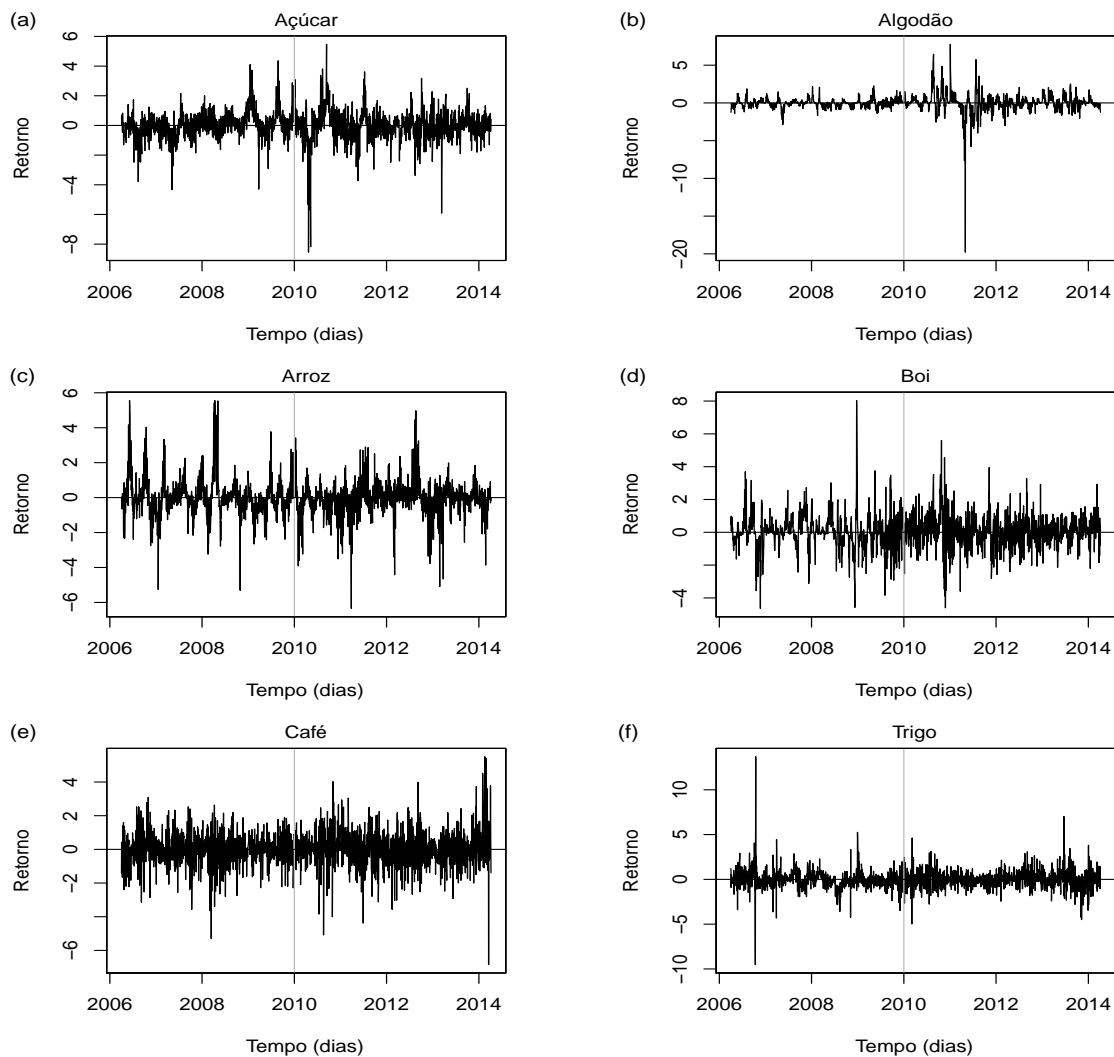 (a) Açúcar
Retorno
6
4
2
0
−4
−8
2006 2008 2010 2012 2014
Tempo (dias)
(b) Algodão
Retorno
5
0
−10
−20
2006 2008 2010 2012 2014
Tempo (dias)
(c) Arroz
Retorno
6
4
2
0
−2
−4
−6
2006 2008 2010 2012 2014
Tempo (dias)
(d) Boi
Retorno
8
6
4
2
0
−4
2006 2008 2010 2012 2014
Tempo (dias)
(e) Café
Retorno
4
2
0
−2
−6
2006 2008 2010 2012 2014
Tempo (dias)
(f) Trigo
Retorno
10
5
0
−5
−10
2006 2008 2010 2012 2014
Tempo (dias)